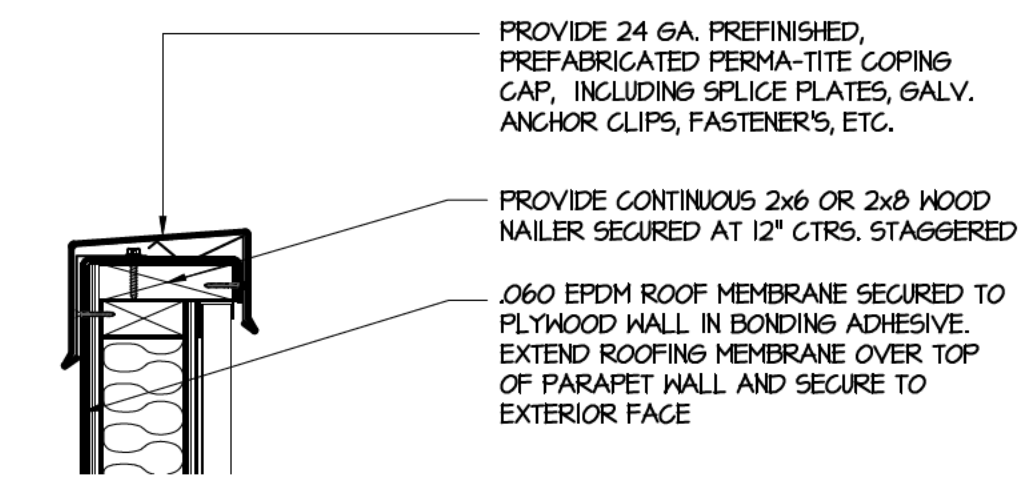 PROVIDE 24 GA. PREFINISHED,
PREFABRICATED PERMA-TITE COPING
CAP, INCLUDING SPLICE PLATES, GALV.
ANCHOR CLIPS, FASTENER'S, ETC.
PROVIDE CONTINUOUS 2x6 OR 2x8 WOOD
NAILER SECURED AT 12" CTRS. STAGGERED
.060 EPDM ROOF MEMBRANE SECURED TO
PLYWOOD WALL IN BONDING ADHESIVE.
EXTEND ROOFING MEMBRANE OVER TOP
OF PARAPET WALL AND SECURE TO
EXTERIOR FACE